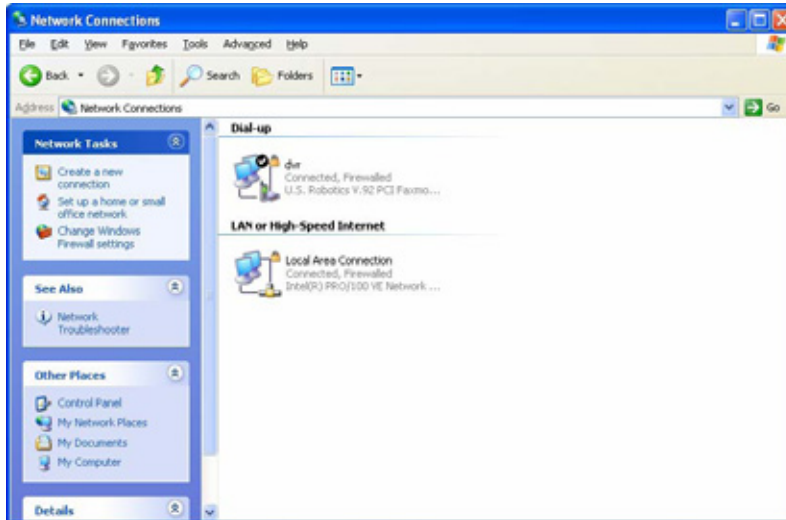 Network Connections
File Edit View Favorites Tools Advanced Help
Back Search Folders
Address Network Connections Go
Network Tasks
Create a new
connection
Set up a home or small
office network
Change Windows
Firewall settings
See Also
Network
Troubleshooter
Other Places
Control Panel
My Network Places
My Documents
My Computer
Details
Dial-up
dvr
Connected, Firewalled
U.S. Robotics V.92 PCI Faxmo...
LAN or High-Speed Internet
Local Area Connection
Connected, Firewalled
Intel(R) PRO/100 VE Network ...